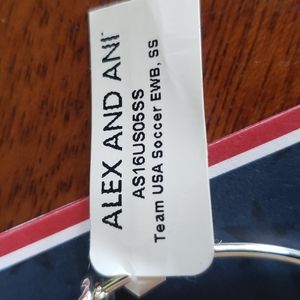 ALEX AND ANI
AS16US05SS
Team USA Soccer EWB, SS